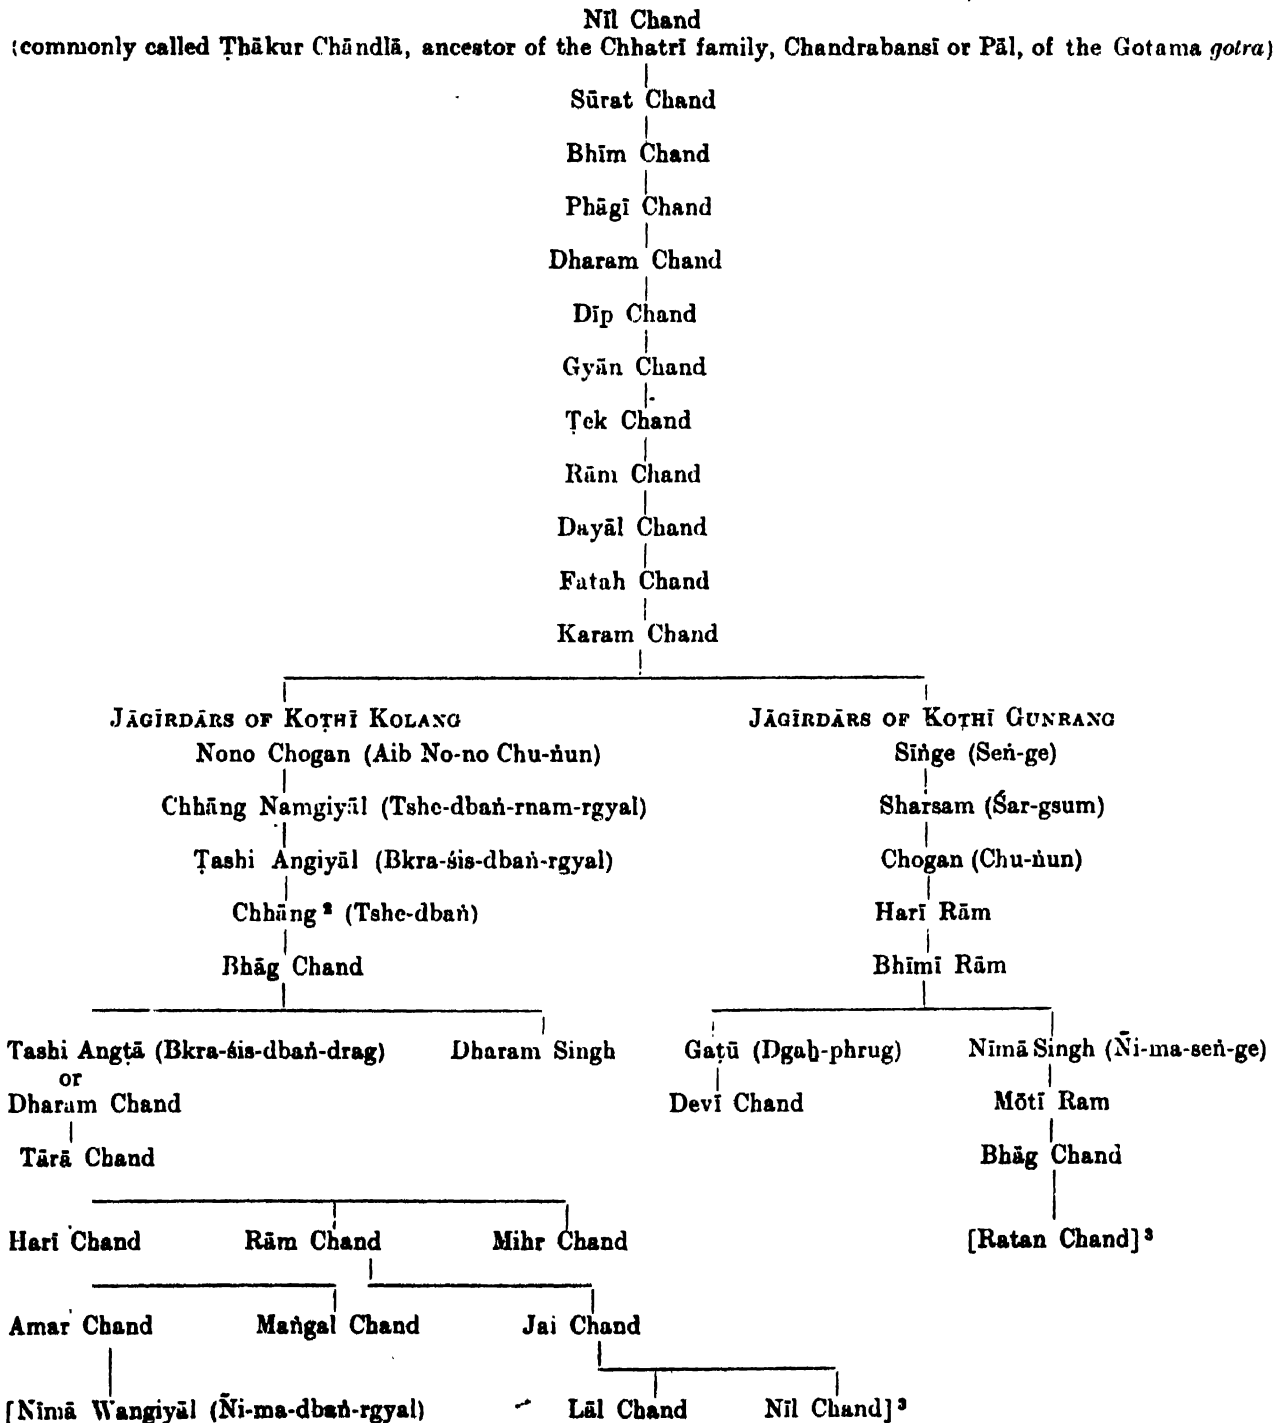 Nīl Chand
(commonly called Ṭhākur Chāndlā, ancestor of the Chhatrī family, Chandrabansī or Pāl, of the Gotama gotra)
Sūrat Chand
Bhīm Chand
Phāgī Chand
Dharam Chand
Dīp Chand
Gyān Chand
Ṭek Chand
Rām Chand
Dayāl Chand
Fatah Chand
Karam Chand
JĀGĪRDĀRS OF KOṬHĪ KOLANG JĀGĪRDĀRS OF KOṬHĪ GUNRANG
Nono Chogan (Aib No-no Chu-ṅun) Sīṅge (Seṅ-ge)
Chhāng Namgiyāl (Tshe-dbaṅ-rnam-rgyal) Sharsam (Śar-gsum)
Ṭashi Angiyāl (Bkra-śis-dbaṅ-rgyal) Chogan (Chu-ṅun)
Chhāng ² (Tshe-dbaṅ) Harī Rām
Bhāg Chand Bhīmī Rām
Tashi Angṭā (Bkra-śis-dbaṅ-drag) Dharam Singh Gaṭū (Dgaḥ-phrug) Nīmā Singh (Ñi-ma-seṅ-ge)
or
Dharam Chand Devī Chand Mōtī Ram
Tārā Chand Bhāg Chand
Harī Chand Rām Chand Mihr Chand [Ratan Chand] ³
Amar Chand Maṅgal Chand Jai Chand
[Nīmā Wangiyāl (Ñi-ma-dbaṅ-rgyal) Lāl Chand Nīl Chand] ³